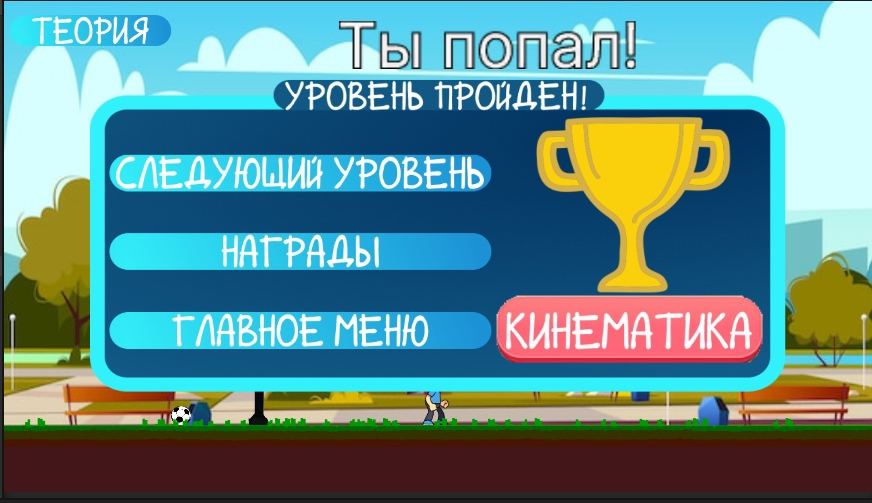 ТЕОРИЯ
Ты попал!
УРОВЕНЬ ПРОЙДЕН!
СЛЕДУЮЩИЙ УРОВЕНЬ
НАГРАДЫ
ГЛАВНОЕ МЕНЮ
КИНЕМАТИКА